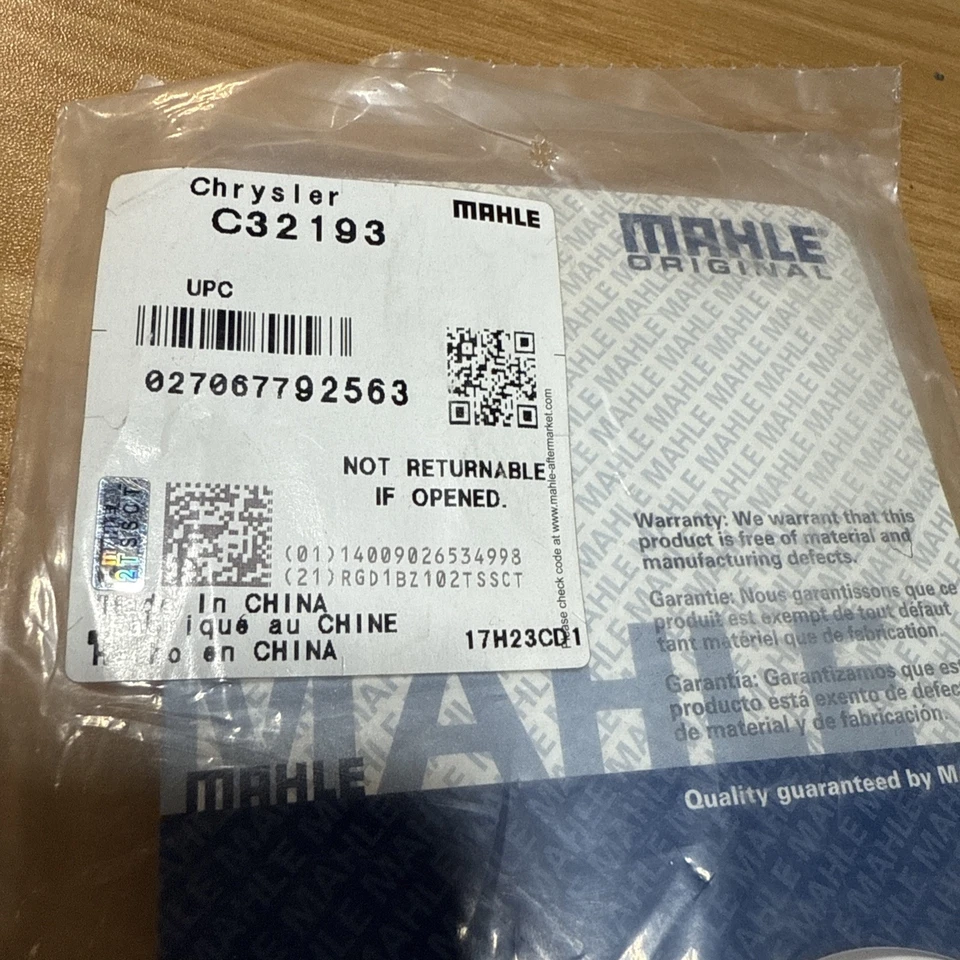 Chrysler
C32193
MAHLE
UPC
027067792563
NOT RETURNABLE
IF OPENED.
2TSSCT
(01)14009026534998
(21)RGD1BZ102TSSCT
in CHINA
au CHINE
en CHINA
17H23CD1
Please check code at www.mahle-aftermarket.com
MAHLE
ORIGINAL
Warranty: We warrant that this
product is free of material and
manufacturing defects.
Garantie: Nous garantissons que ce
produit est exempt de tout défaut
tant matériel que de fabrication.
Garantía: Garantizamos que
producto está exento de
de material y de fabricación.
MAHLE
MAHLE
Quality guaranteed by